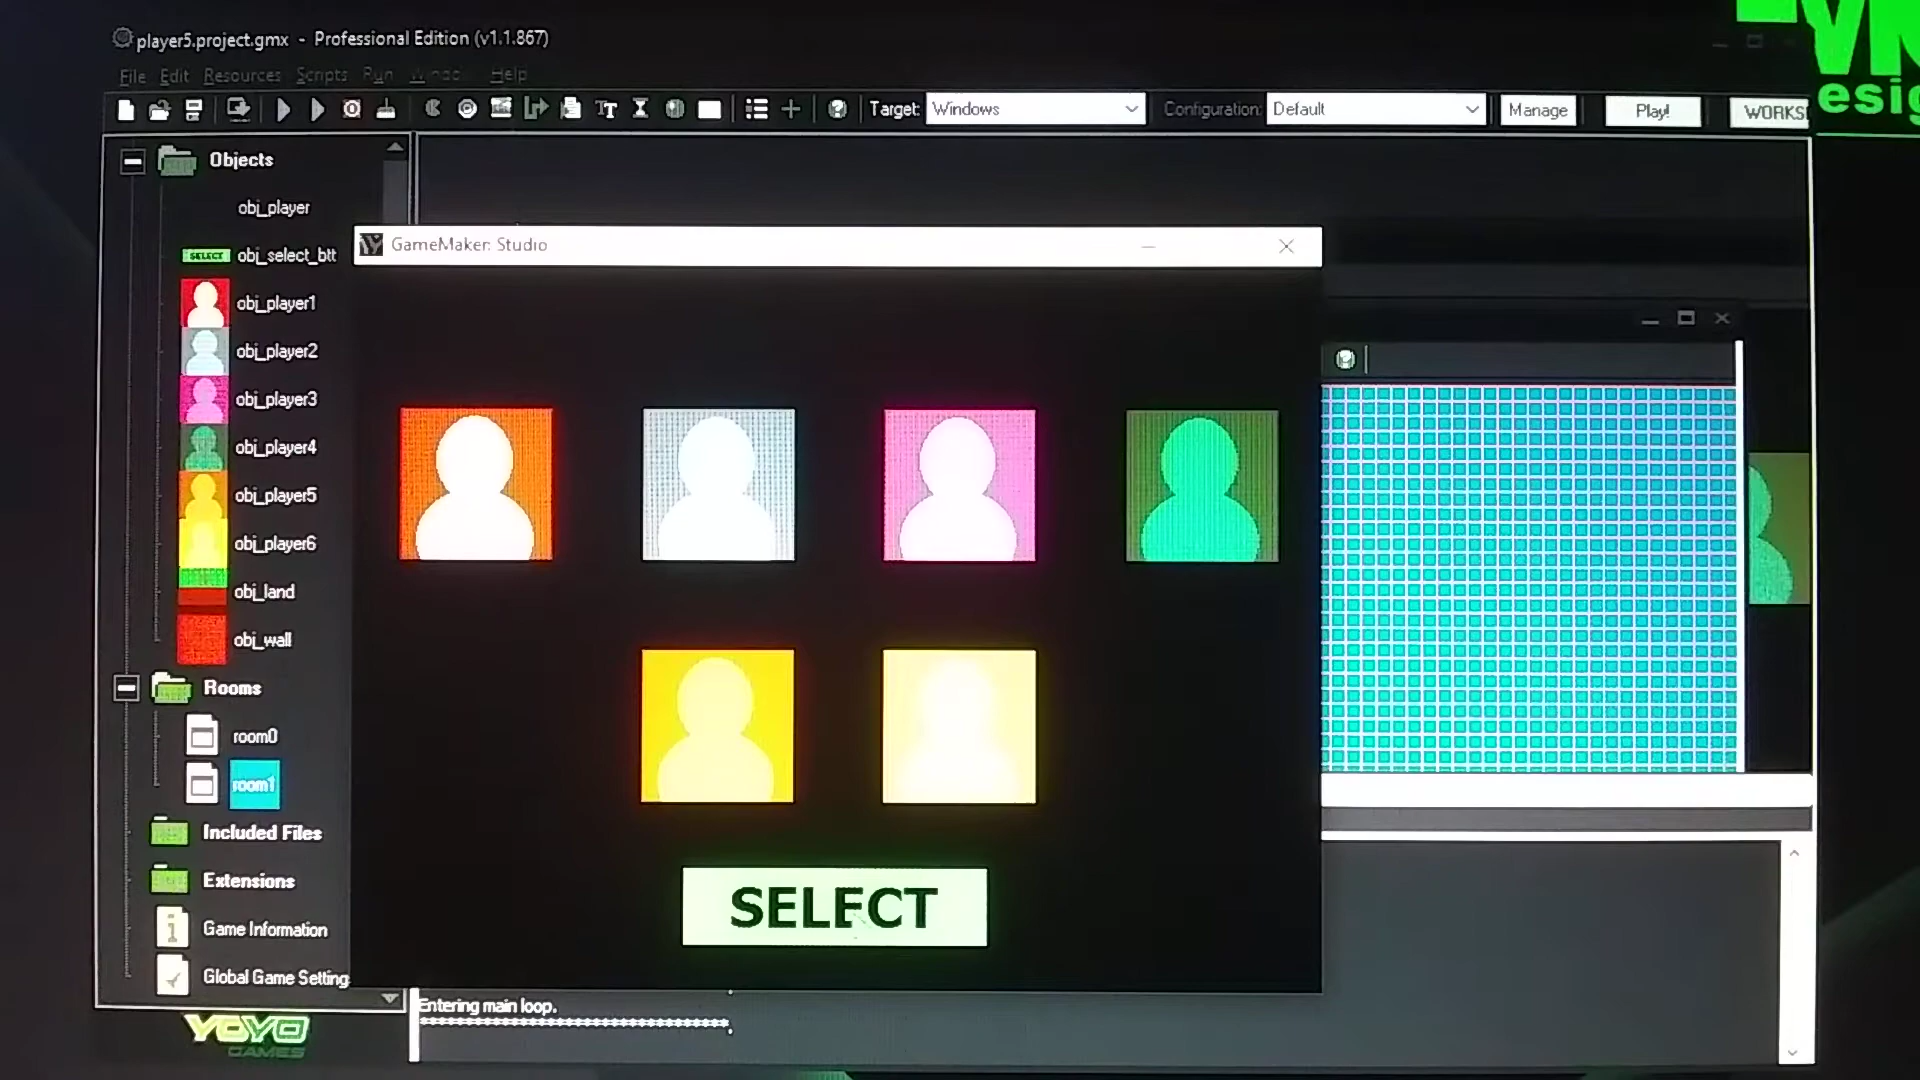 player5.project.gmx - Professional Edition (v1.1.867)
File Edit Resources Scripts Run Help
Target: Windows Configuration: Default Manage Play!
esig
Objects
obj_player
SELECT obj_select_btt
obj_player1
obj_player2
obj_player3
obj_player4
obj_player5
obj_player6
obj_land
obj_wall
Rooms
room0
room1
Included Files
Extensions
Game Information
Global Game Setting
YOYO
GAMES
GameMaker: Studio
SELECT
Entering main loop.